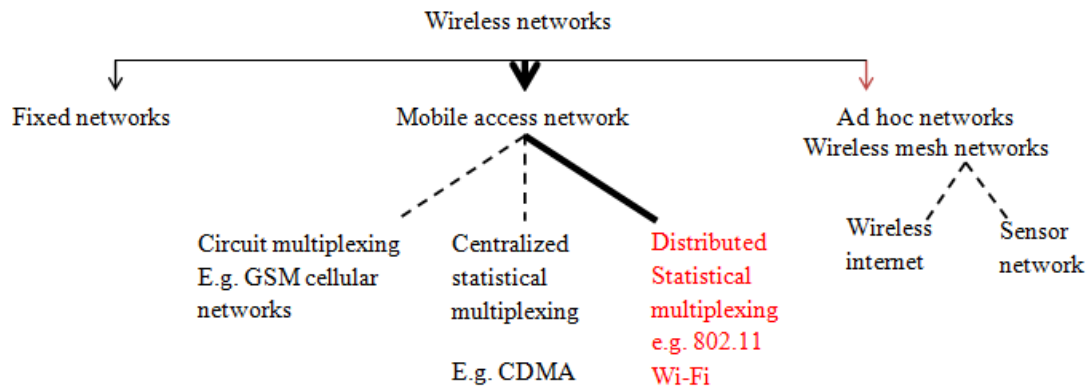 Wireless networks
Fixed networks
Mobile access network
Ad hoc networks
Wireless mesh networks
Circuit multiplexing
E.g. GSM cellular
networks
Centralized
statistical
multiplexing
E.g. CDMA
Distributed
Statistical
multiplexing
e.g. 802.11
Wi-Fi
Wireless
internet
Sensor
network